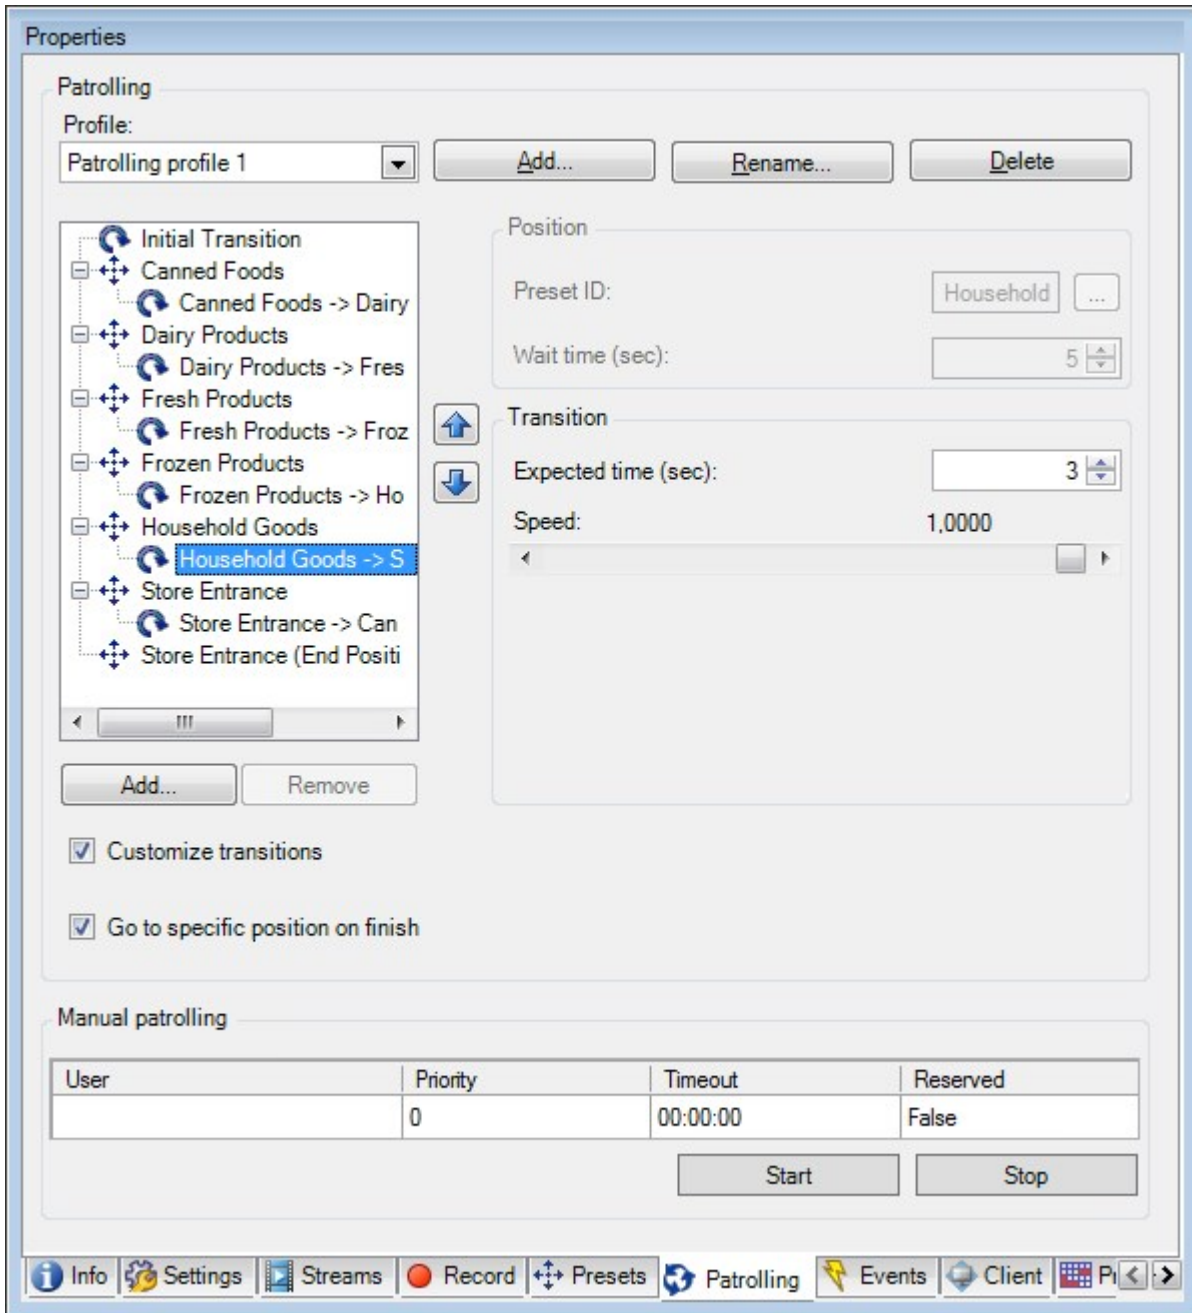 Properties
Patrolling
Profile:
Patrolling profile 1
Add...
Rename...
Delete
Initial Transition
Canned Foods
Canned Foods -> Dairy
Dairy Products
Dairy Products -> Fres
Fresh Products
Fresh Products -> Froz
Frozen Products
Frozen Products -> Ho
Household Goods
Household Goods -> S
Store Entrance
Store Entrance -> Can
Store Entrance (End Positi
Add...
Remove
Position
Preset ID:
Household
...
Wait time (sec):
5
Transition
Expected time (sec):
3
Speed:
1,0000
Customize transitions
Go to specific position on finish
Manual patrolling
User Priority Timeout Reserved
0 00:00:00 False
Start Stop
Info Settings Streams Record Presets Patrolling Events Client